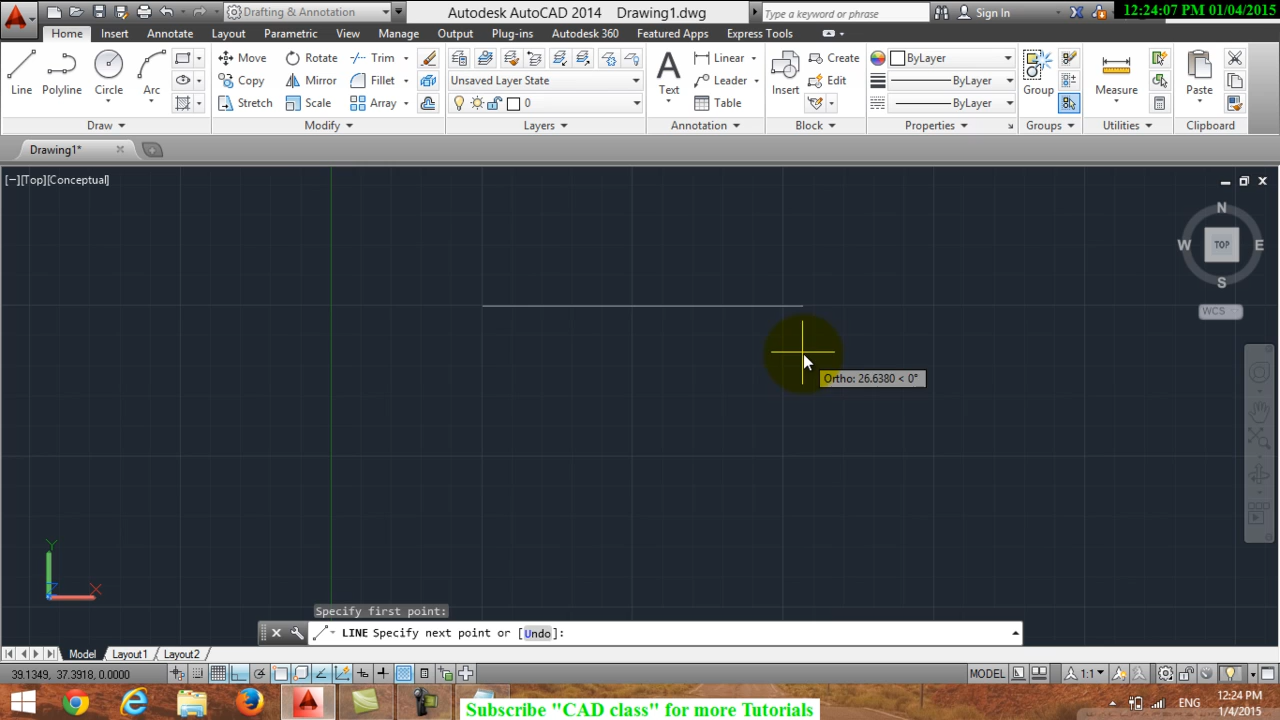 Drafting & Annotation
Autodesk AutoCAD 2014 Drawing1.dwg
Type a keyword or phrase
Sign In
12:24:07 PM 01/04/2015
Home Insert Annotate Layout Parametric View Manage Output Plug-ins Autodesk 360 Featured Apps Express Tools
Line Polyline Circle Arc
Move Rotate Trim
Copy Mirror Fillet
Stretch Scale Array
Unsaved Layer State
0
Text
Linear
Leader
Table
Insert
Create
Edit
ByLayer
ByLayer
ByLayer
Group
Measure
Paste
Draw Modify Layers Annotation Block Properties Groups Utilities Clipboard
Drawing1*
[−][Top][Conceptual]
N
W TOP E
S
WCS
Ortho: 26.6380 < 0°
Y
X
Z
Specify first point:
LINE Specify next point or [Undo]:
Model Layout1 Layout2
39.1349, 37.3918, 0.0000
MODEL
1:1
ENG
12:24 PM
1/4/2015
Subscribe "CAD class" for more Tutorials